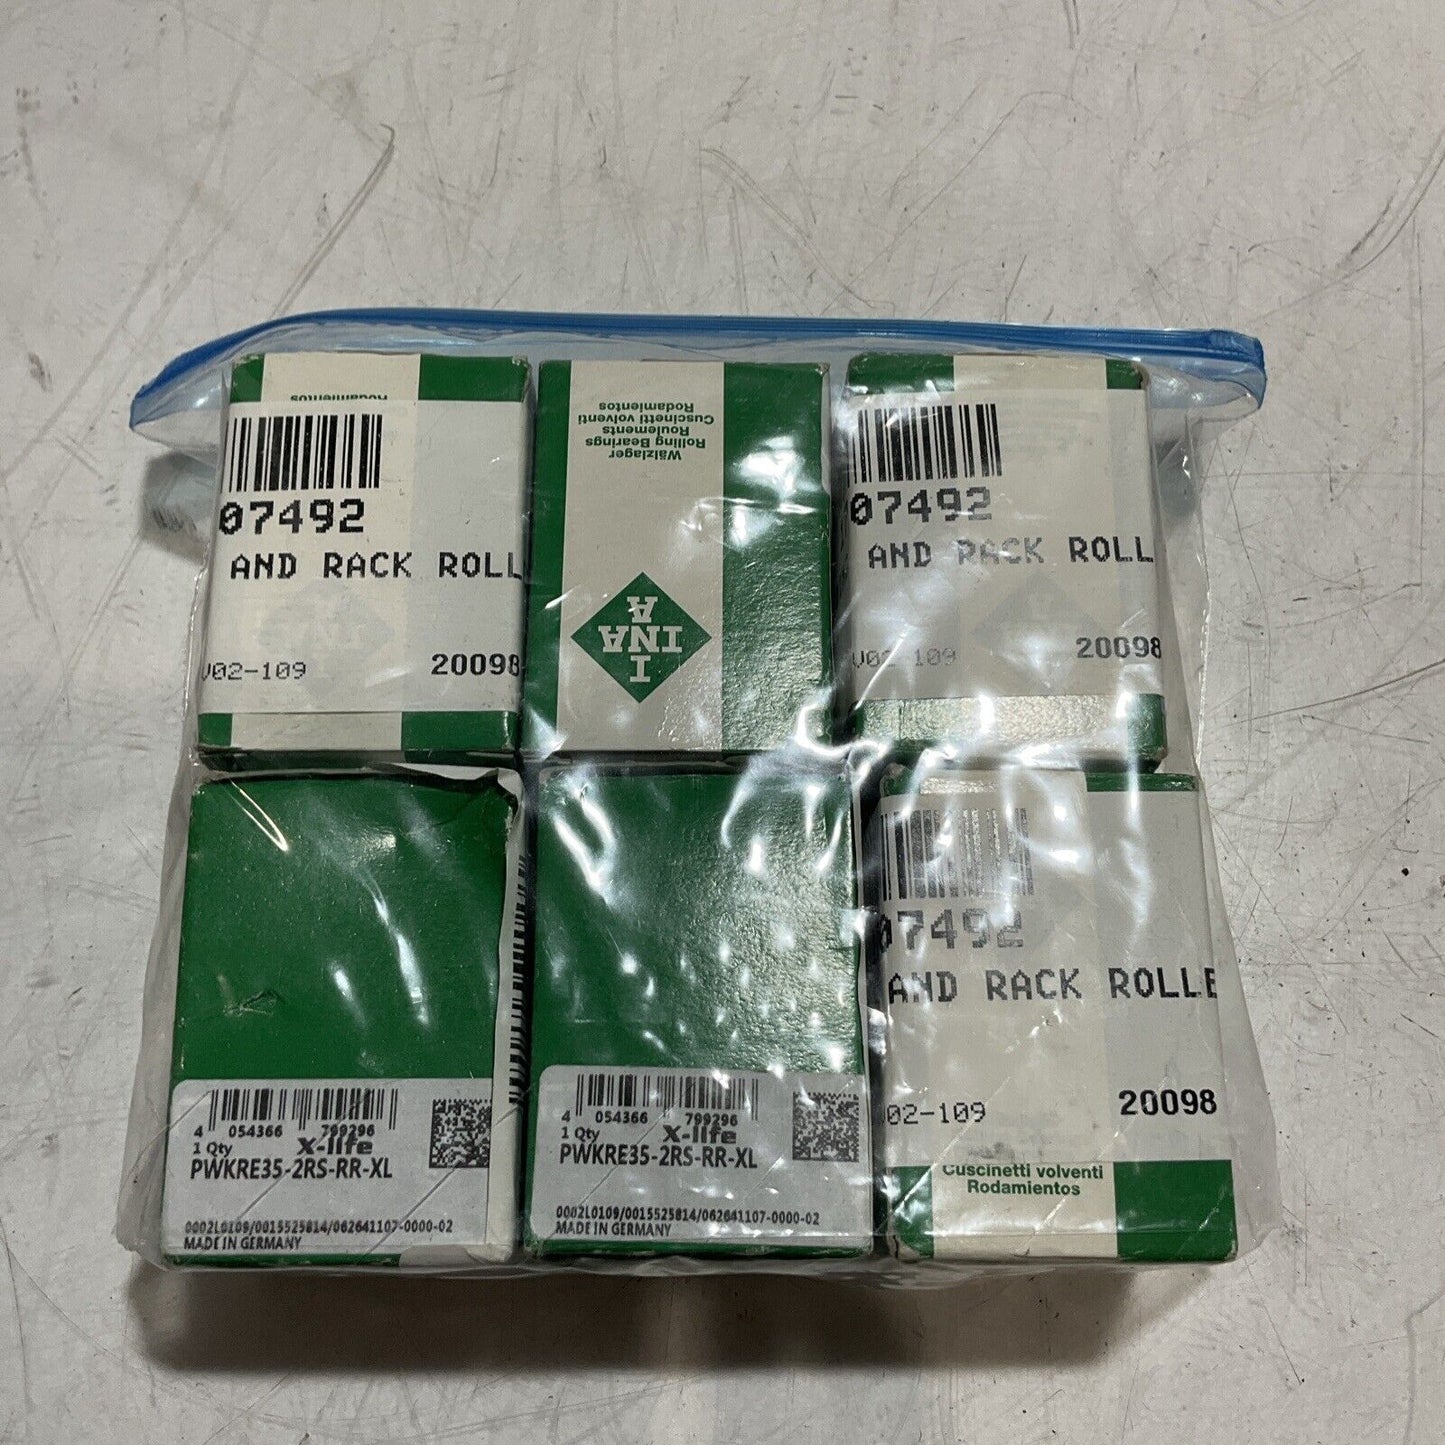 Rodamientos
07492
AND RACK ROLL
V02-109
20098
Wälzlager
Rolling Bearings
Roulements
Cuscinetti volventi
Rodamientos
I
INA
A
07492
AND RACK ROLL
V02-109
20098
4 054366 799296
1 Qty X-life
PWKRE35-2RS-RR-XL
0002L0109/0015525814/062641107-0000-02
MADE IN GERMANY
4 054366 799296
1 Qty X-life
PWKRE35-2RS-RR-XL
0002L0109/0015525814/062641107-0000-02
MADE IN GERMANY
07492
AND RACK ROLLE
02-109
20098
Cuscinetti volventi
Rodamientos